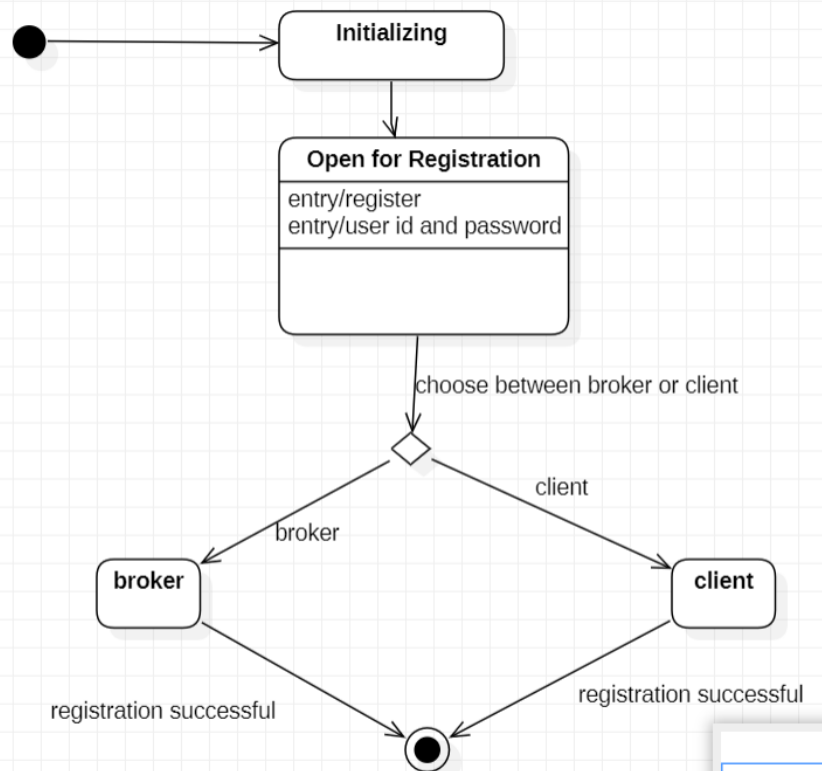 Initializing
Open for Registration
entry/register
entry/user id and password
choose between broker or client
client
broker
broker
client
registration successful
registration successful